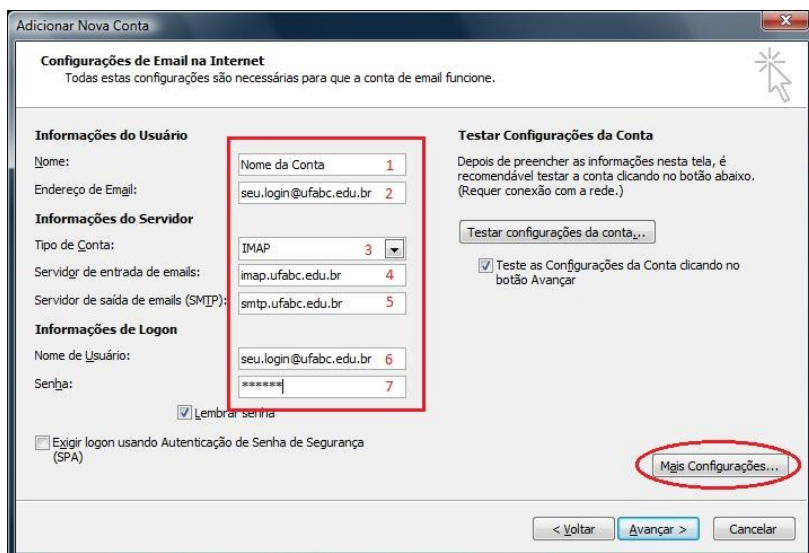 Adicionar Nova Conta
x
Configurações de Email na Internet
Todas estas configurações são necessárias para que a conta de email funcione.
Informações do Usuário
Nome:
Nome da Conta 1
Endereço de Email:
seu.login@ufabc.edu.br 2
Informações do Servidor
Tipo de Conta:
IMAP 3
Servidor de entrada de emails:
imap.ufabc.edu.br 4
Servidor de saída de emails (SMTP):
smtp.ufabc.edu.br 5
Informações de Logon
Nome de Usuário:
seu.login@ufabc.edu.br 6
Senha:
****** 7
Lembrar senha
Exigir logon usando Autenticação de Senha de Segurança
(SPA)
Testar Configurações da Conta
Depois de preencher as informações nesta tela, é
recomendável testar a conta clicando no botão abaixo.
(Requer conexão com a rede.)
Testar configurações da conta...
Teste as Configurações da Conta clicando no
botão Avançar
Mais Configurações...
< Voltar
Avançar >
Cancelar